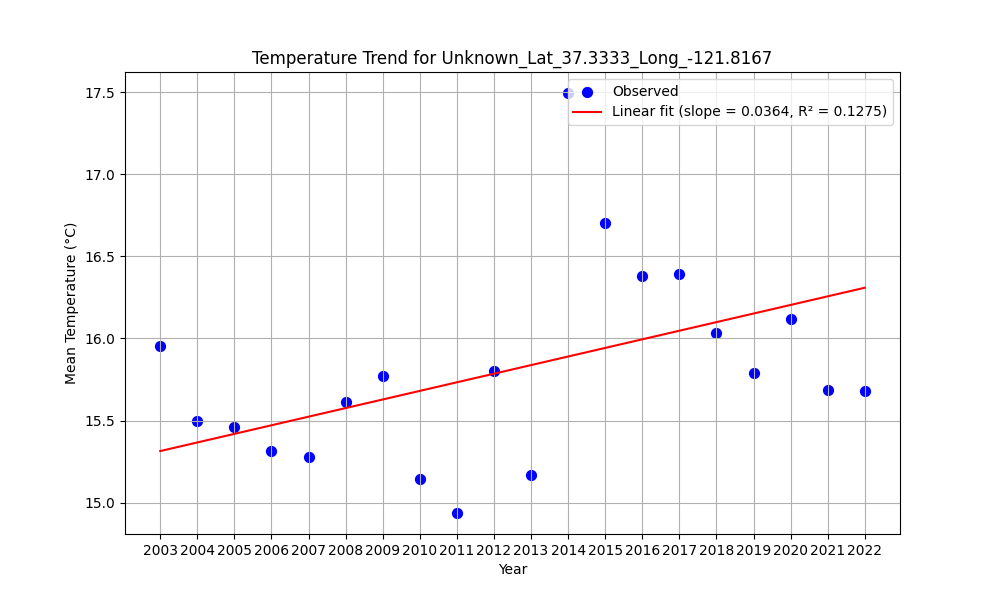 Temperature Trend for Unknown_Lat_37.3333_Long_-121.8167
Observed
Linear fit (slope = 0.0364, R² = 0.1275)
Mean Temperature (°C)
17.5
17.0
16.5
16.0
15.5
15.0
2003 2004 2005 2006 2007 2008 2009 2010 2011 2012 2013 2014 2015 2016 2017 2018 2019 2020 2021 2022
Year